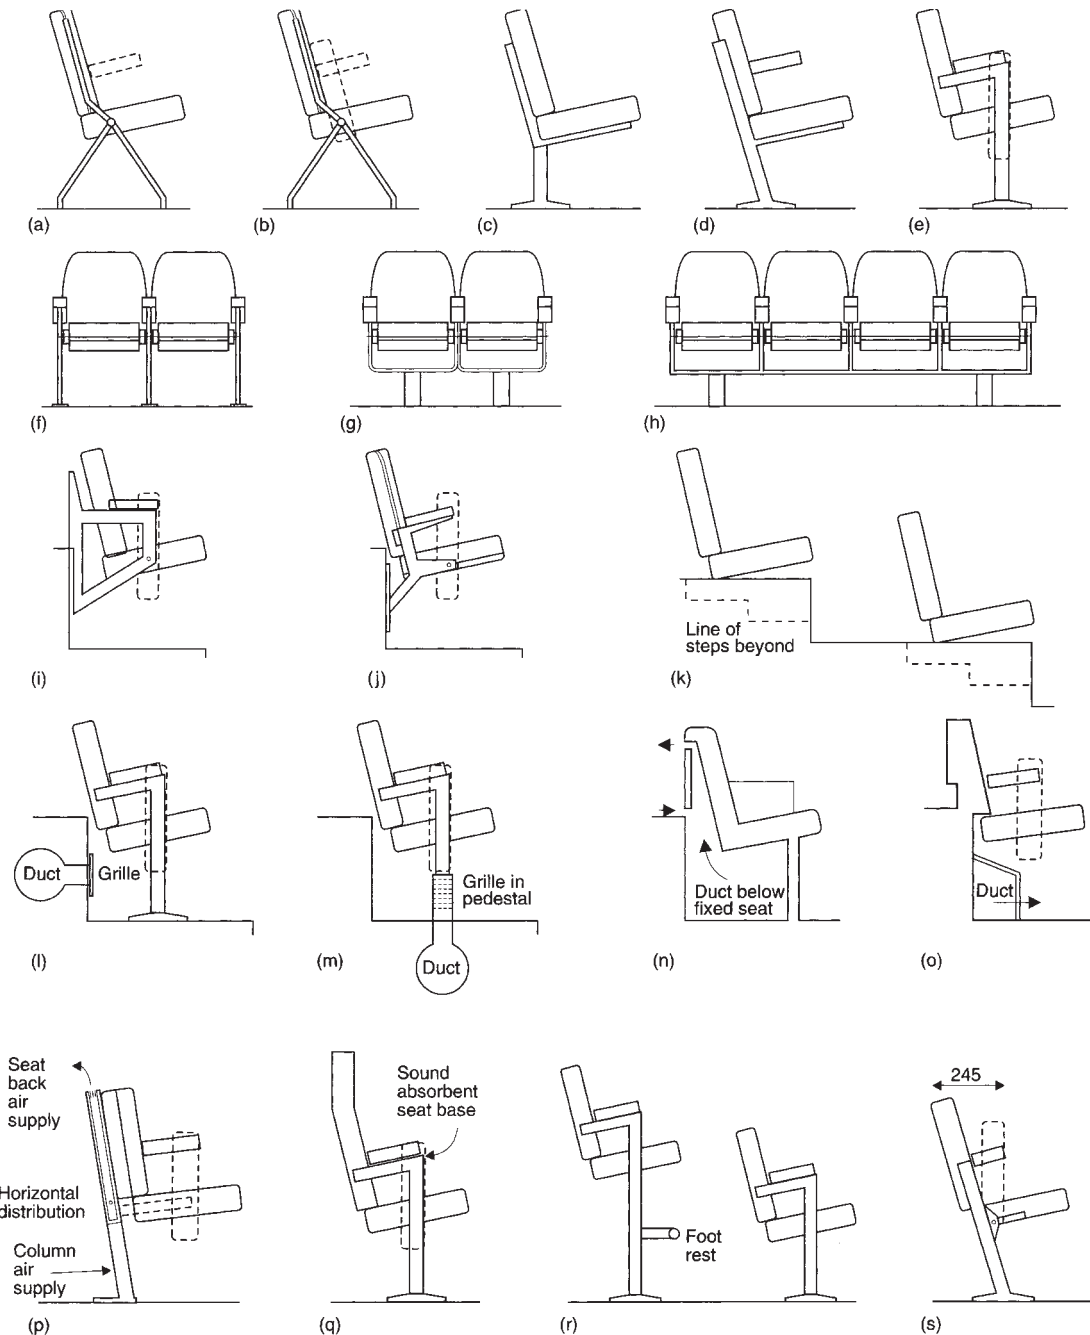 (a)
(b)
(c)
(d)
(e)
(f)
(g)
(h)
Line of
steps beyond
(i)
(j)
(k)
Duct
Grille
Grille in
pedestal
Duct
Duct below
fixed seat
Duct
(l)
(m)
(n)
(o)
Seat
back
air
supply
Horizontal
distribution
Column
air
supply
Sound
absorbent
seat base
Foot
rest
245
(p)
(q)
(r)
(s)